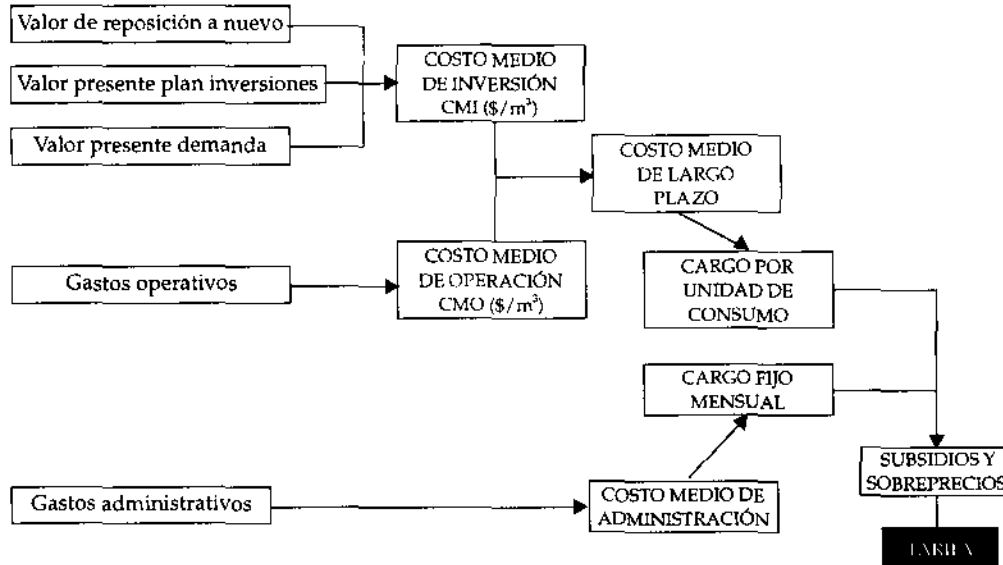 Valor de reposición a nuevo
Valor presente plan inversiones
Valor presente demanda
COSTO MEDIO
DE INVERSIÓN
CMI ($/m³)
COSTO MEDIO
DE LARGO
PLAZO
Gastos operativos
COSTO MEDIO
DE OPERACIÓN
CMO ($/m³)
CARGO POR
UNIDAD DE
CONSUMO
CARGO FIJO
MENSUAL
Gastos administrativos
COSTO MEDIO DE
ADMINISTRACIÓN
SUBSIDIOS Y
SOBREPRECIOS
TARIFA